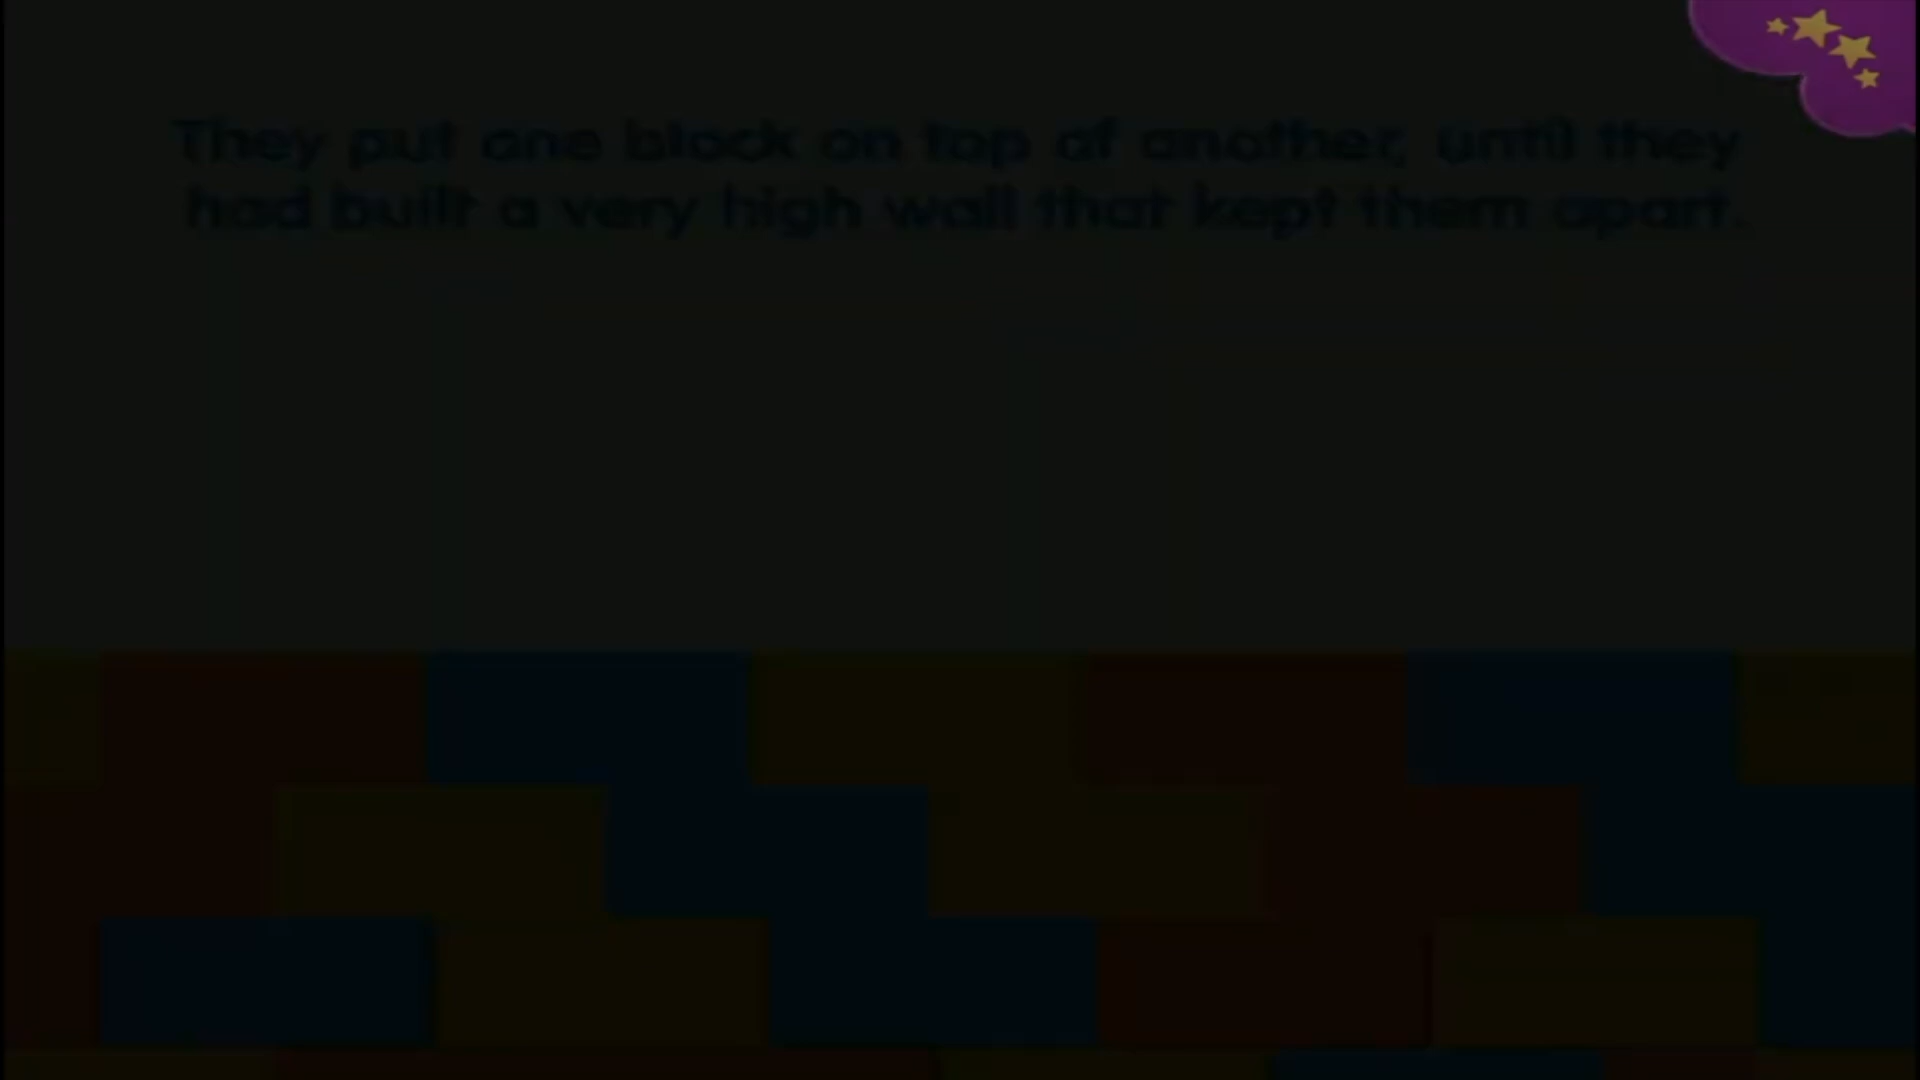 They put one block on top of another, until they
had built a very high wall that kept them apart.